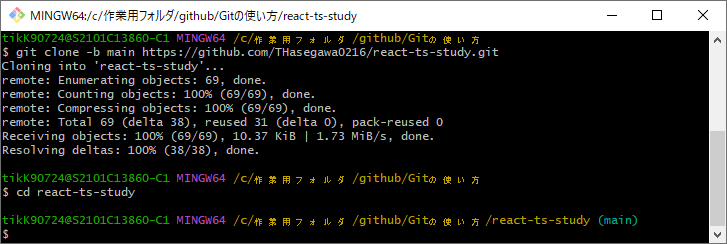 MINGW64:/c/作業用フォルダ/github/Gitの使い方/react-ts-study
tikK90724@S2101C13860-C1 MINGW64 /c/作業用フォルダ/github/Gitの使い方
$ git clone -b main https://github.com/THasegawa0216/react-ts-study.git
Cloning into 'react-ts-study'...
remote: Enumerating objects: 69, done.
remote: Counting objects: 100% (69/69), done.
remote: Compressing objects: 100% (69/69), done.
remote: Total 69 (delta 38), reused 31 (delta 0), pack-reused 0
Receiving objects: 100% (69/69), 10.37 KiB | 1.73 MiB/s, done.
Resolving deltas: 100% (38/38), done.
tikK90724@S2101C13860-C1 MINGW64 /c/作業用フォルダ/github/Gitの使い方
$ cd react-ts-study
tikK90724@S2101C13860-C1 MINGW64 /c/作業用フォルダ/github/Gitの使い方/react-ts-study (main)
$